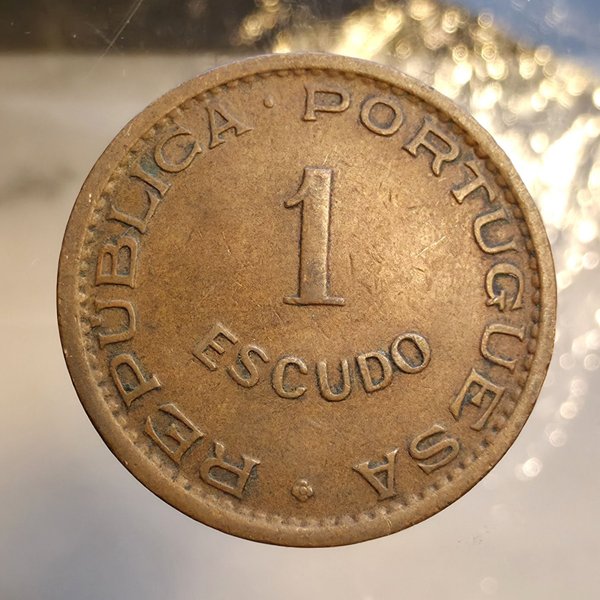 REPUBLICA · PORTUGUESA
1
ESCUDO